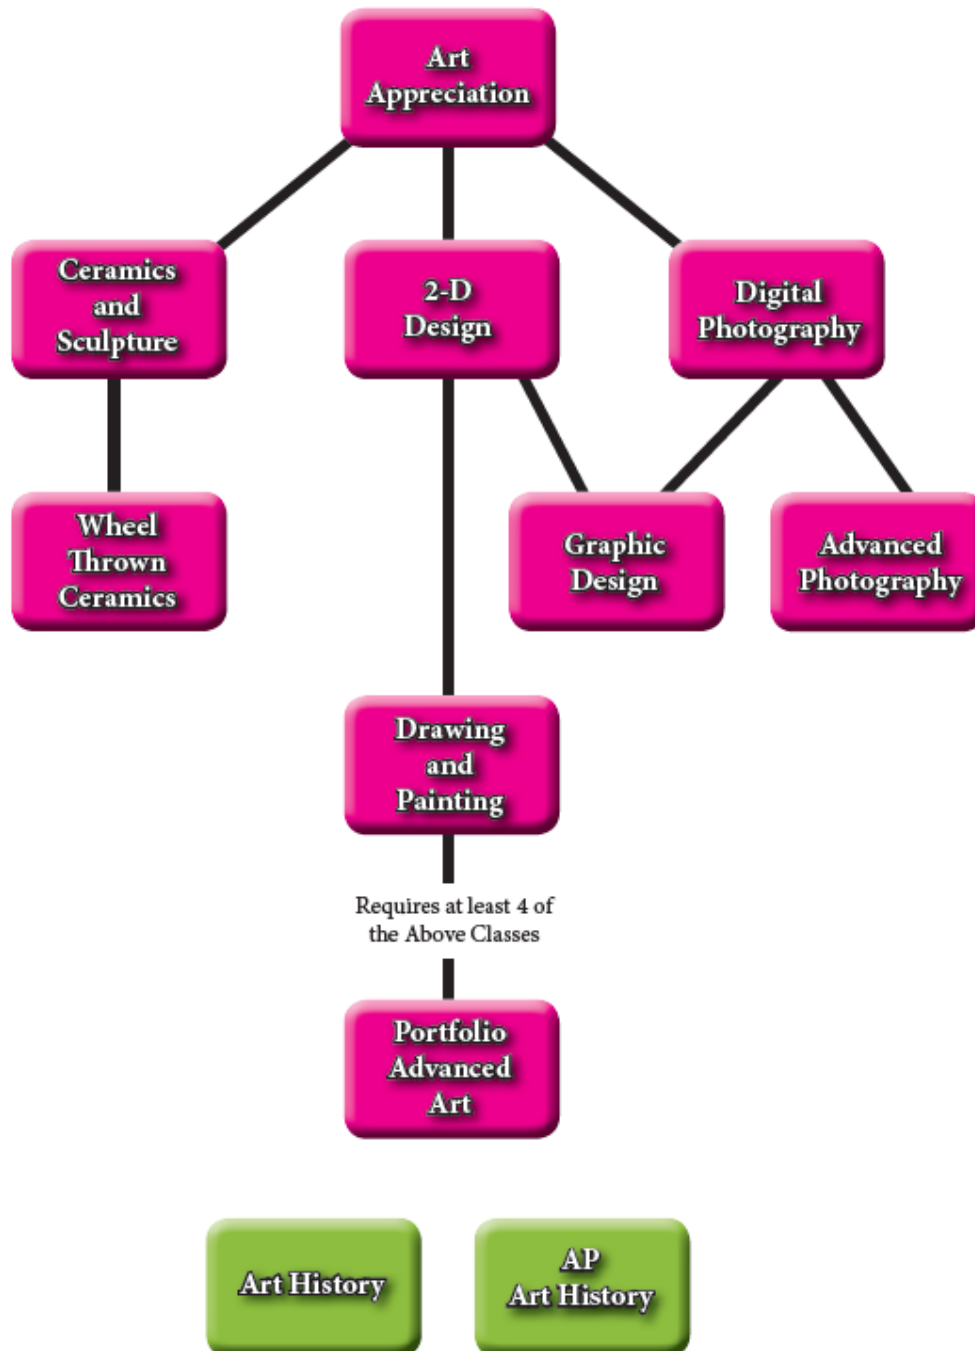 Art
Appreciation
Ceramics
and
Sculpture
2-D
Design
Digital
Photography
Wheel
Thrown
Ceramics
Graphic
Design
Advanced
Photography
Drawing
and
Painting
Requires at least 4 of
the Above Classes
Portfolio
Advanced
Art
Art History
AP
Art History